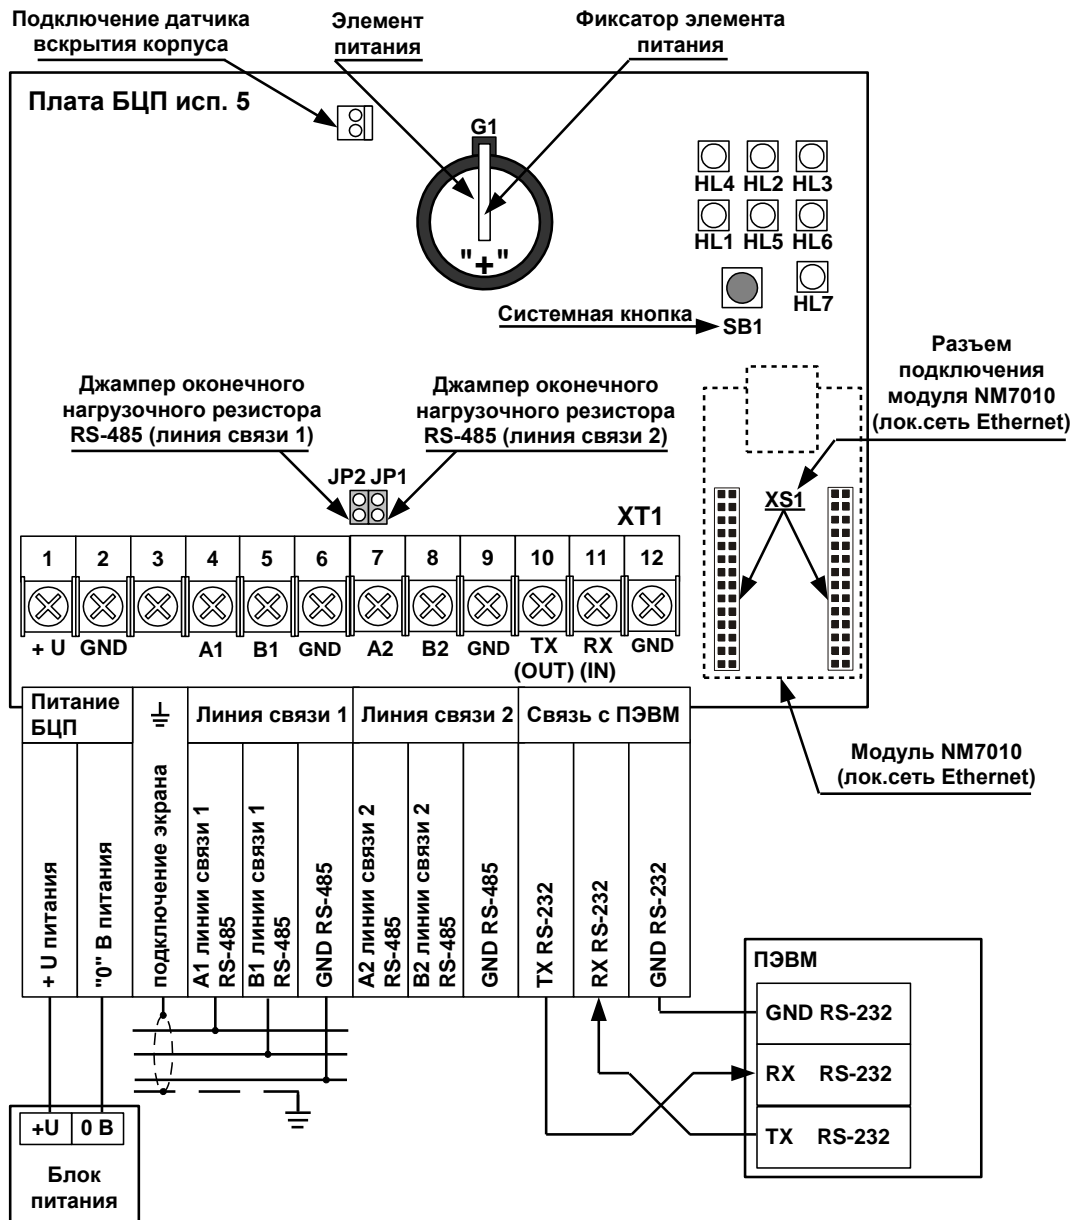 Подключение датчика
вскрытия корпуса
Элемент
питания
Фиксатор элемента
питания
Плата БЦП исп. 5
G1
"+"
HL4 HL2 HL3
HL1 HL5 HL6
HL7
Системная кнопка
SB1
Разъем
подключения
модуля NM7010
(лок.сеть Ethernet)
Джампер оконечного
нагрузочного резистора
RS-485 (линия связи 1)
Джампер оконечного
нагрузочного резистора
RS-485 (линия связи 2)
JP2 JP1
XS1
XT1
1 2 3 4 5 6 7 8 9 10 11 12
+ U GND A1 B1 GND A2 B2 GND TX RX GND
(OUT) (IN)
Питание
БЦП
Линия связи 1
Линия связи 2
Связь с ПЭВМ
Модуль NM7010
(лок.сеть Ethernet)
+ U питания
"0" В питания
подключение экрана
A1 линии связи 1
RS-485
B1 линии связи 1
RS-485
GND RS-485
A2 линии связи 2
RS-485
B2 линии связи 2
RS-485
GND RS-485
TX RS-232
RX RS-232
GND RS-232
ПЭВМ
GND RS-232
RX RS-232
TX RS-232
+U 0 В
Блок
питания